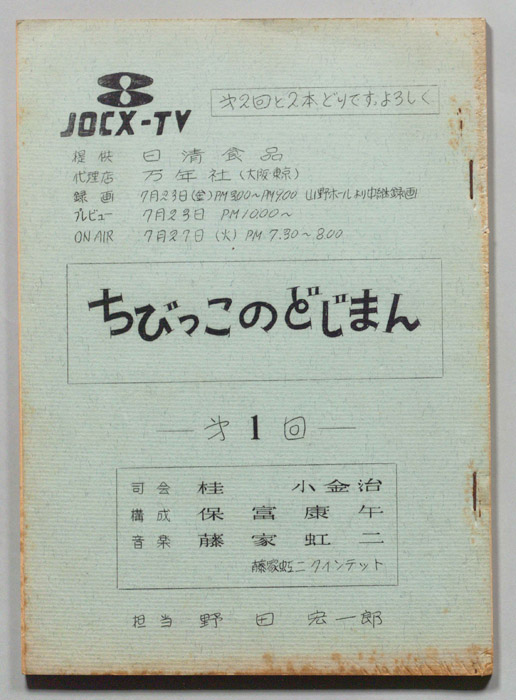 JOCX-TV
第2回と2本どりです。よろしく
提供 日清食品
代理店 万年社(大阪東京)
録画 7月23日(金)PM8.00〜PM9.00 山野ホールより中継録画
プレビュー 7月23日 PM10.00〜
ON AIR 7月27日(火)PM 7.30〜8.00
ちびっこのどじまん
— 第1回 —
司会 桂 小金治
構成 保富康午
音楽 藤家虹二
藤家虹二クインテット
担当 野田宏一郎